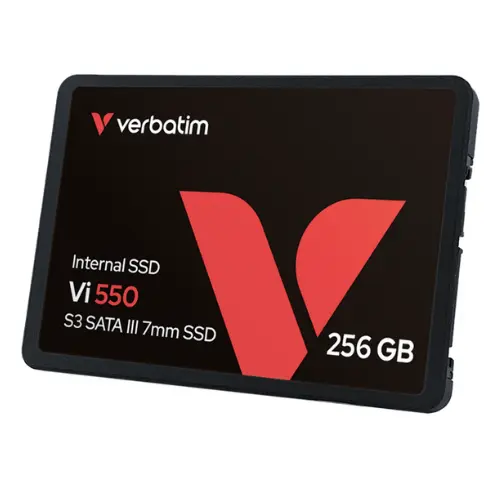 verbatim
Internal SSD
Vi 550
S3 SATA III 7mm SSD
256 GB